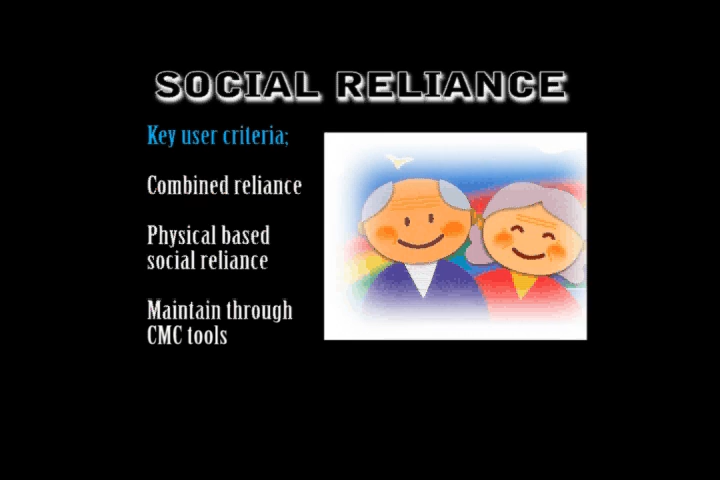 SOCIAL RELIANCE
Key user criteria;
Combined reliance
Physical based
social reliance
Maintain through
CMC tools